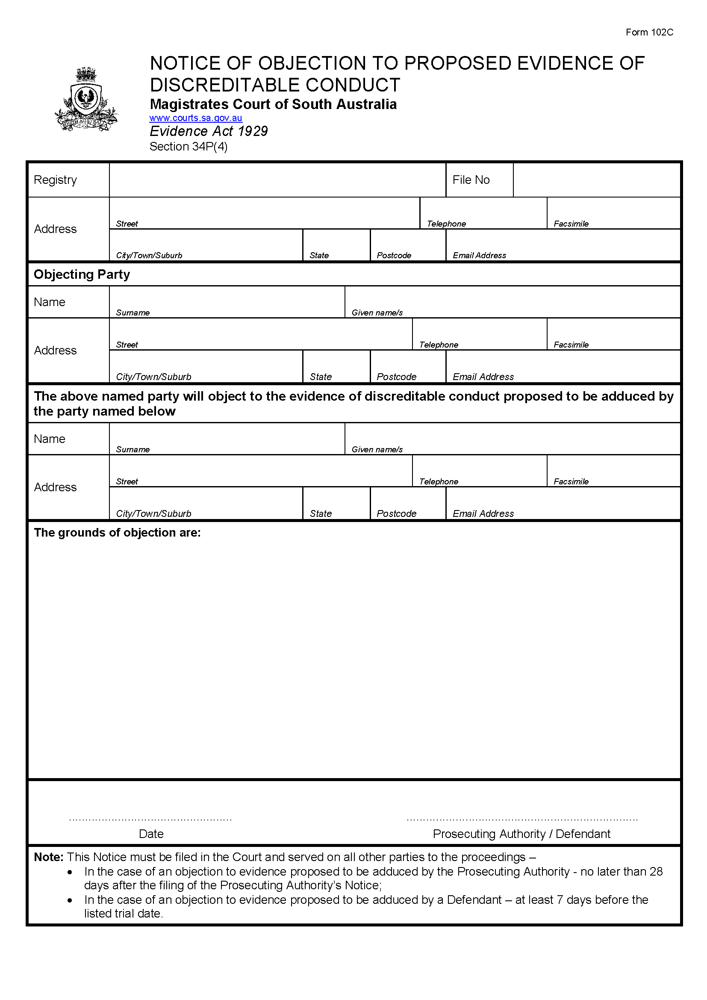 Form 102C
NOTICE OF OBJECTION TO PROPOSED EVIDENCE OF
DISCREDITABLE CONDUCT
Magistrates Court of South Australia
www.courts.sa.gov.au
Evidence Act 1929
Section 34P(4)
SOUTH AUSTRALIA
Registry
File No
Address
Street
Telephone
Facsimile
City/Town/Suburb
State
Postcode
Email Address
Objecting Party
Name
Surname
Given name/s
Address
Street
Telephone
Facsimile
City/Town/Suburb
State
Postcode
Email Address
The above named party will object to the evidence of discreditable conduct proposed to be adduced by
the party named below
Name
Surname
Given name/s
Address
Street
Telephone
Facsimile
City/Town/Suburb
State
Postcode
Email Address
The grounds of objection are:
Date
Prosecuting Authority / Defendant
Note: This Notice must be filed in the Court and served on all other parties to the proceedings –
• In the case of an objection to evidence proposed to be adduced by the Prosecuting Authority - no later than 28
days after the filing of the Prosecuting Authority's Notice;
• In the case of an objection to evidence proposed to be adduced by a Defendant – at least 7 days before the
listed trial date.